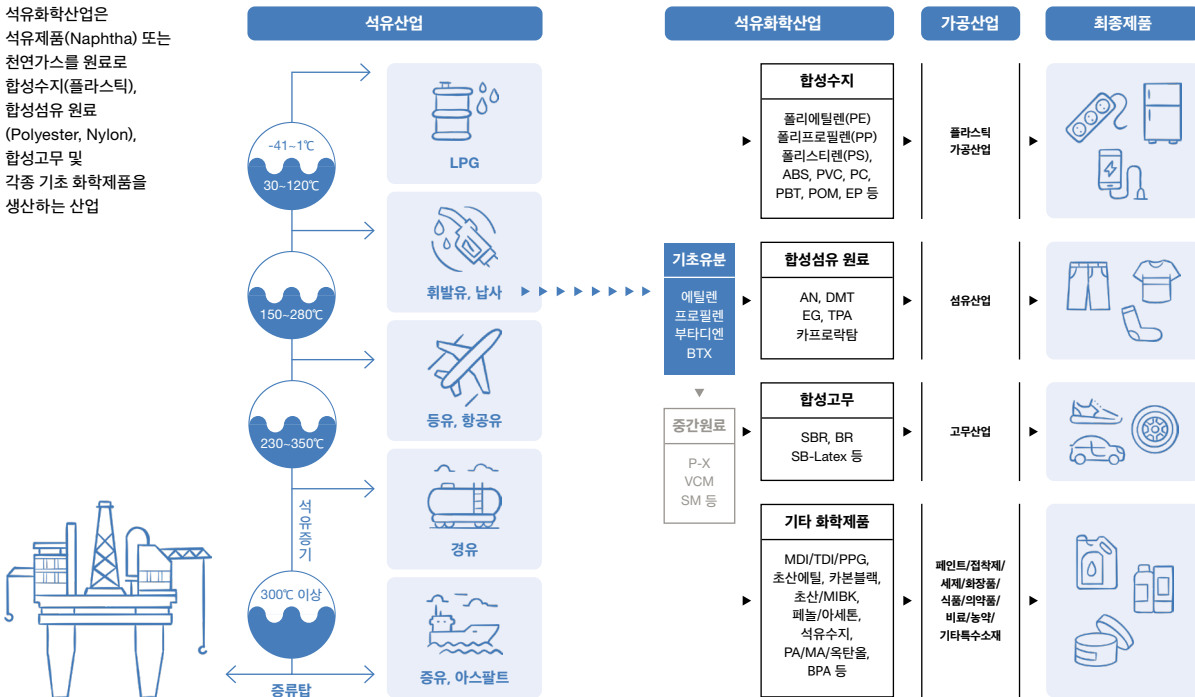 석유화학산업은
석유제품(Naphtha) 또는
천연가스를 원료로
합성수지(플라스틱),
합성섬유 원료
(Polyester, Nylon),
합성고무 및
각종 기초 화학제품을
생산하는 산업
석유산업
-41~1℃
30~120℃
150~280℃
230~350℃
석유증기
300℃ 이상
증류탑
LPG
휘발유, 납사
등유, 항공유
경유
중유, 아스팔트
석유화학산업
기초유분
에틸렌
프로필렌
부타디엔
BTX
중간원료
P-X
VCM
SM 등
합성수지
폴리에틸렌(PE)
폴리프로필렌(PP)
폴리스티렌(PS),
ABS, PVC, PC,
PBT, POM, EP 등
합성섬유 원료
AN, DMT
EG, TPA
카프로락탐
합성고무
SBR, BR
SB-Latex 등
기타 화학제품
MDI/TDI/PPG,
초산에틸, 카본블랙,
초산/MIBK,
페놀/아세톤,
석유수지,
PA/MA/옥탄올,
BPA 등
가공산업
플라스틱
가공산업
섬유산업
고무산업
페인트/접착제/
세제/화장품/
식품/의약품/
비료/농약/
기타특수소재
최종제품